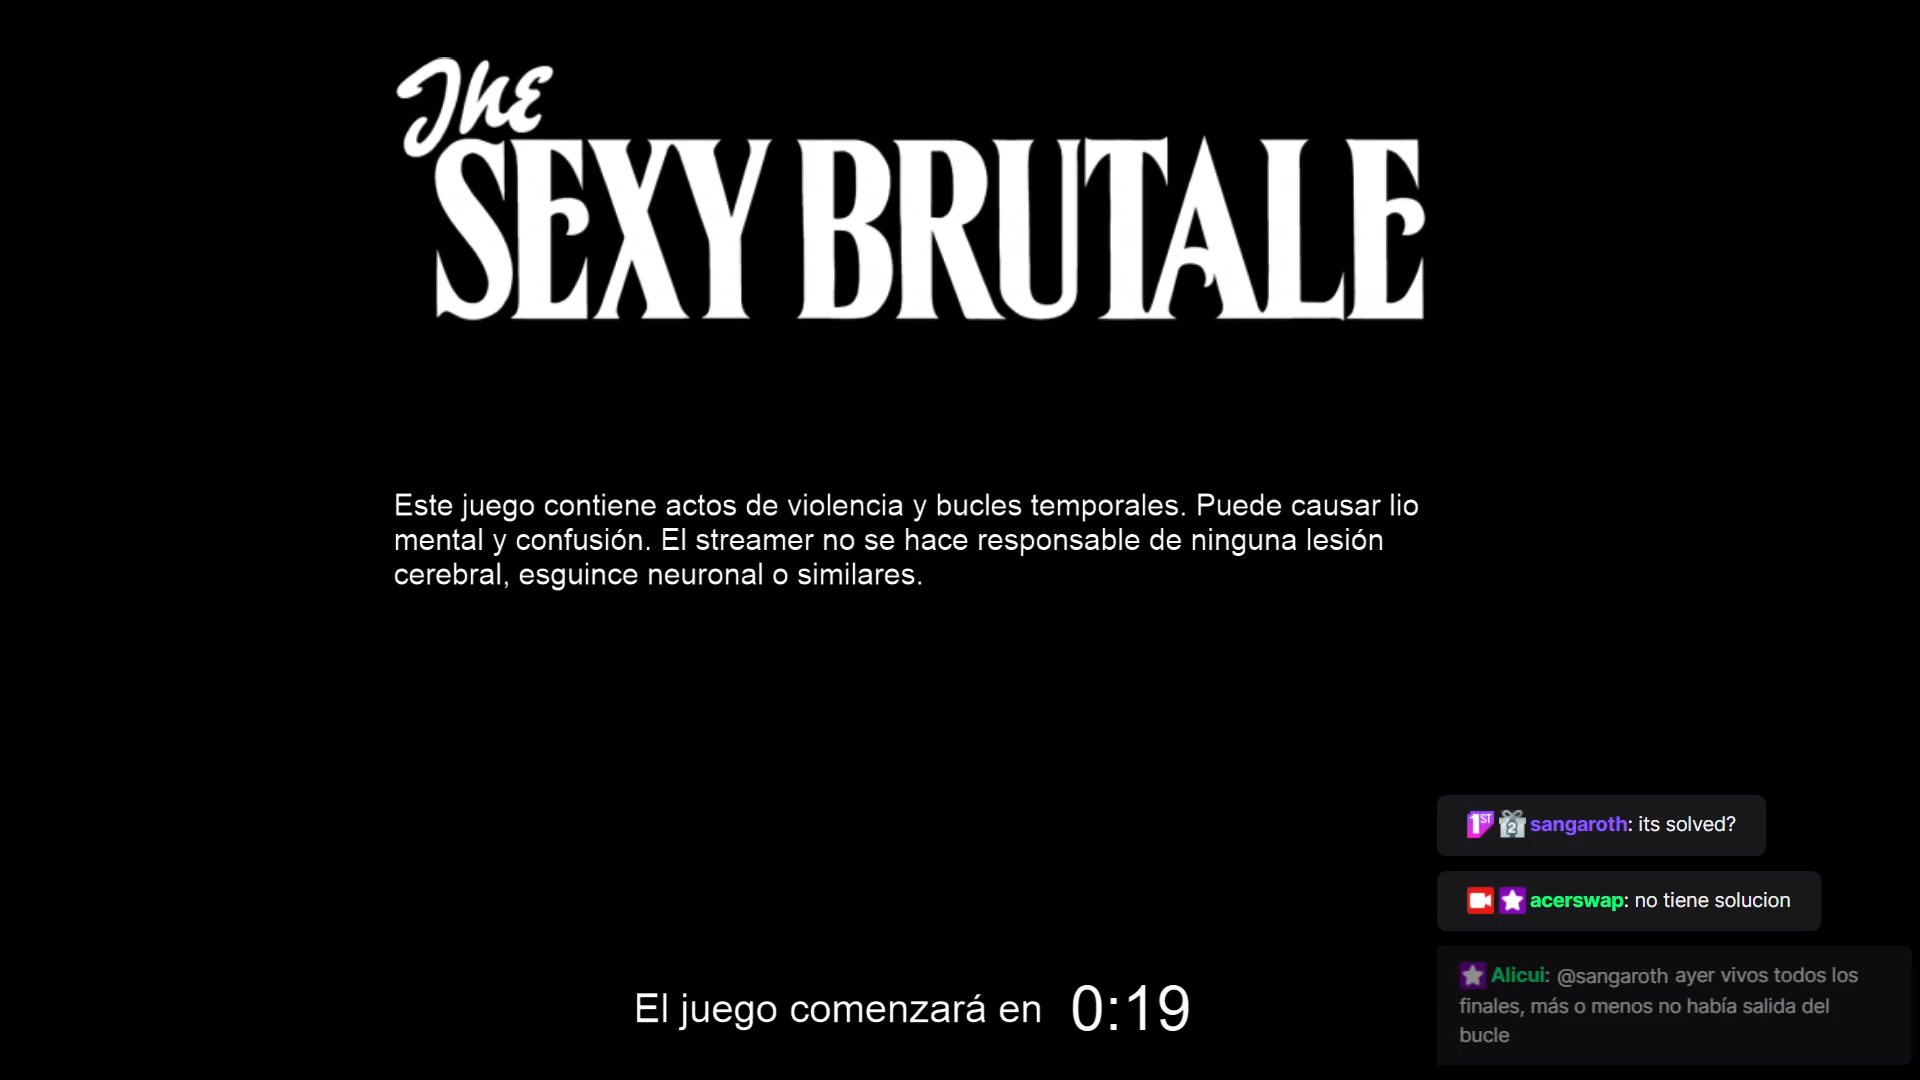 The
SEXY BRUTALE
Este juego contiene actos de violencia y bucles temporales. Puede causar lio
mental y confusión. El streamer no se hace responsable de ninguna lesión
cerebral, esguince neuronal o similares.
1ST 2 sangaroth: its solved?
acerswap: no tiene solucion
Alicui: @sangaroth ayer vivos todos los
finales, más o menos no había salida del
bucle
El juego comenzará en 0:19